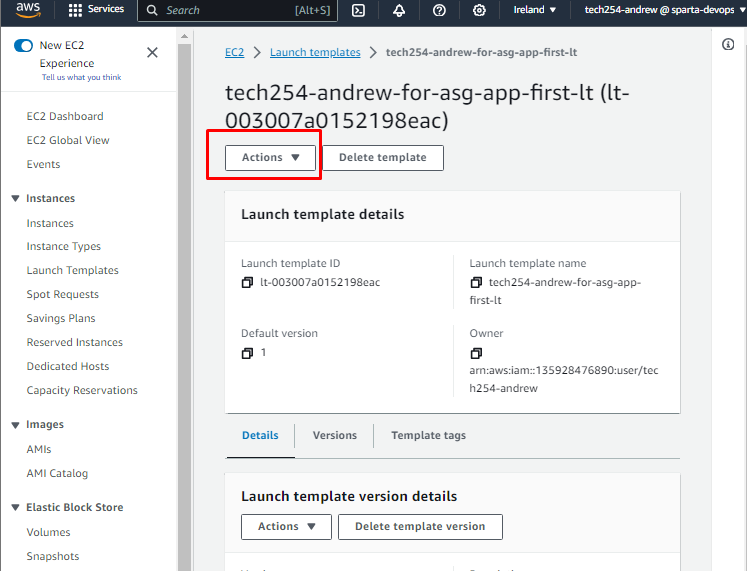 aws
Services
Search
[Alt+S]
Ireland ▼
tech254-andrew @ sparta-devops ▼
New EC2
Experience
Tell us what you think
EC2 Dashboard
EC2 Global View
Events
▼ Instances
Instances
Instance Types
Launch Templates
Spot Requests
Savings Plans
Reserved Instances
Dedicated Hosts
Capacity Reservations
▼ Images
AMIs
AMI Catalog
▼ Elastic Block Store
Volumes
Snapshots
EC2 > Launch templates > tech254-andrew-for-asg-app-first-lt
tech254-andrew-for-asg-app-first-lt (lt-
003007a0152198eac)
Actions ▼
Delete template
Launch template details
Launch template ID
lt-003007a0152198eac
Launch template name
tech254-andrew-for-asg-app-
first-lt
Default version
1
Owner
arn:aws:iam::135928476890:user/tec
h254-andrew
Details
Versions
Template tags
Launch template version details
Actions ▼
Delete template version